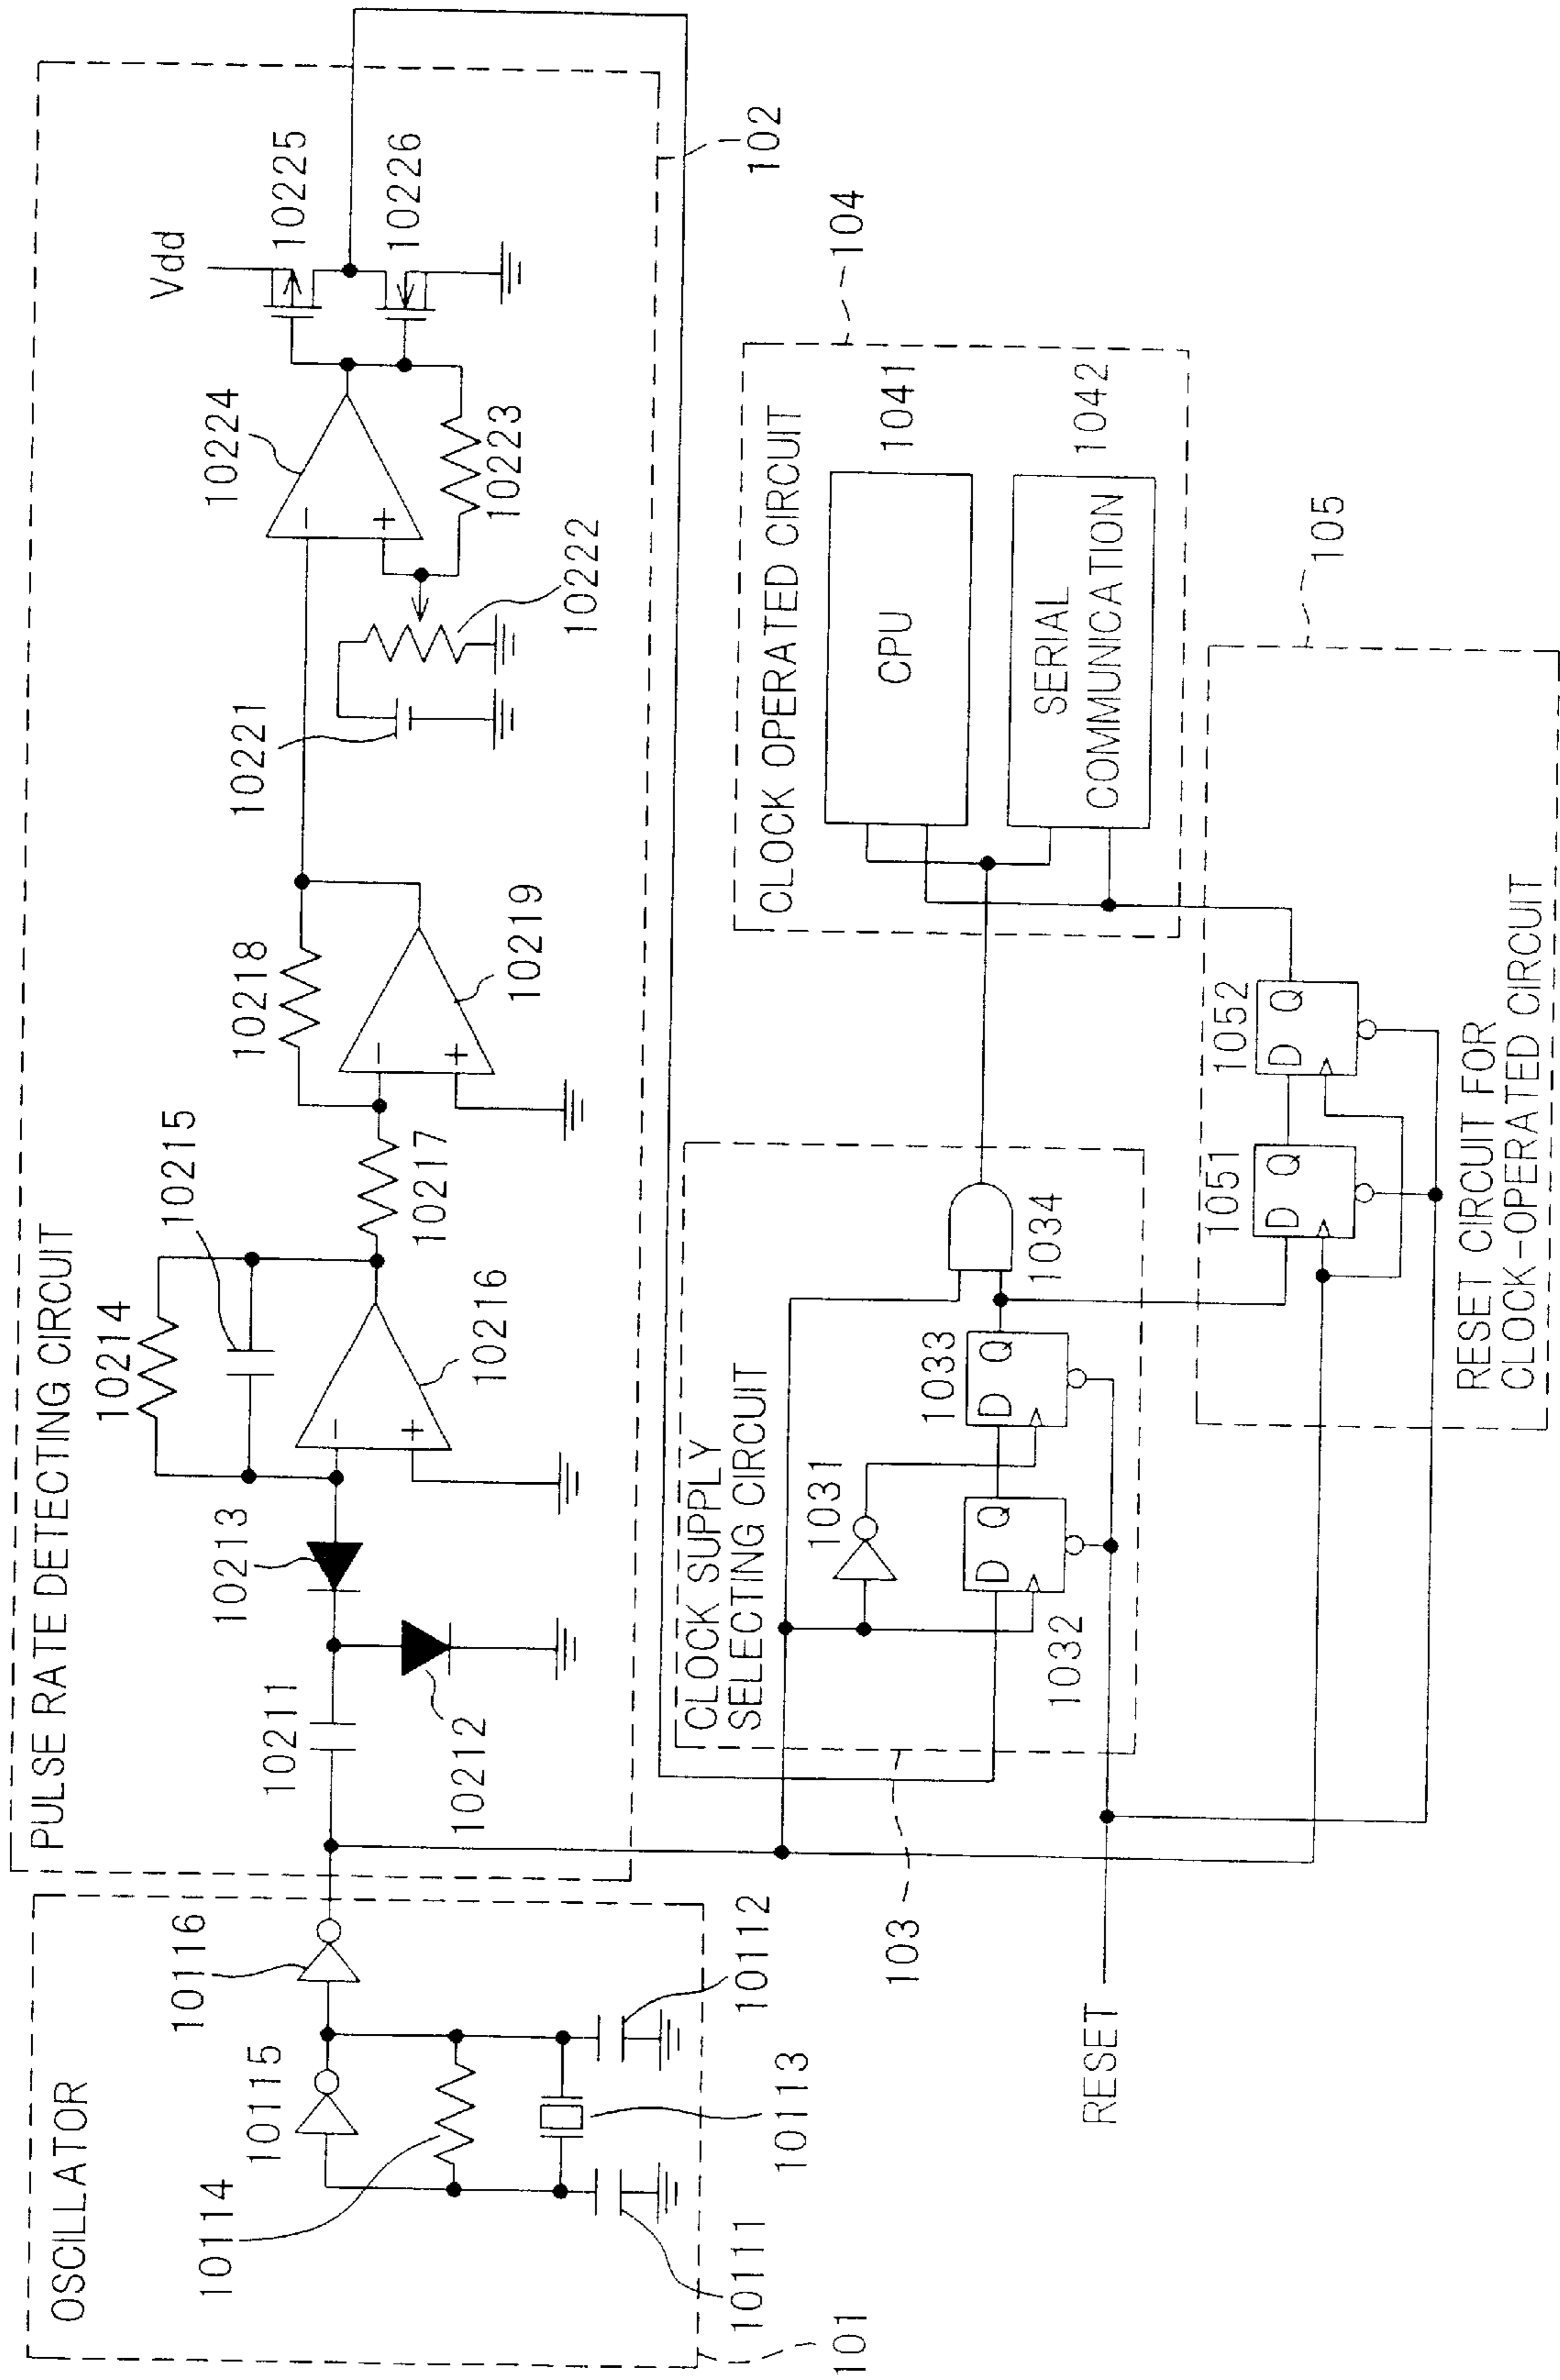 OSCILLATOR
10111
10112
10113
10114
10115
10116
101
PULSE RATE DETECTING CIRCUIT
10211
10212
10213
10214
10215
10216
-
+
10217
10218
10219
-
+
10221
10222
10223
10224
-
+
Vdd
10225
10226
102
CLOCK SUPPLY
SELECTING CIRCUIT
1031
1032
D Q
1033
D Q
1034
103
RESET
CLOCK OPERATED CIRCUIT
CPU
1041
SERIAL
COMMUNICATION
1042
104
1051
D Q
1052
D Q
RESET CIRCUIT FOR
CLOCK-OPERATED CIRCUIT
105